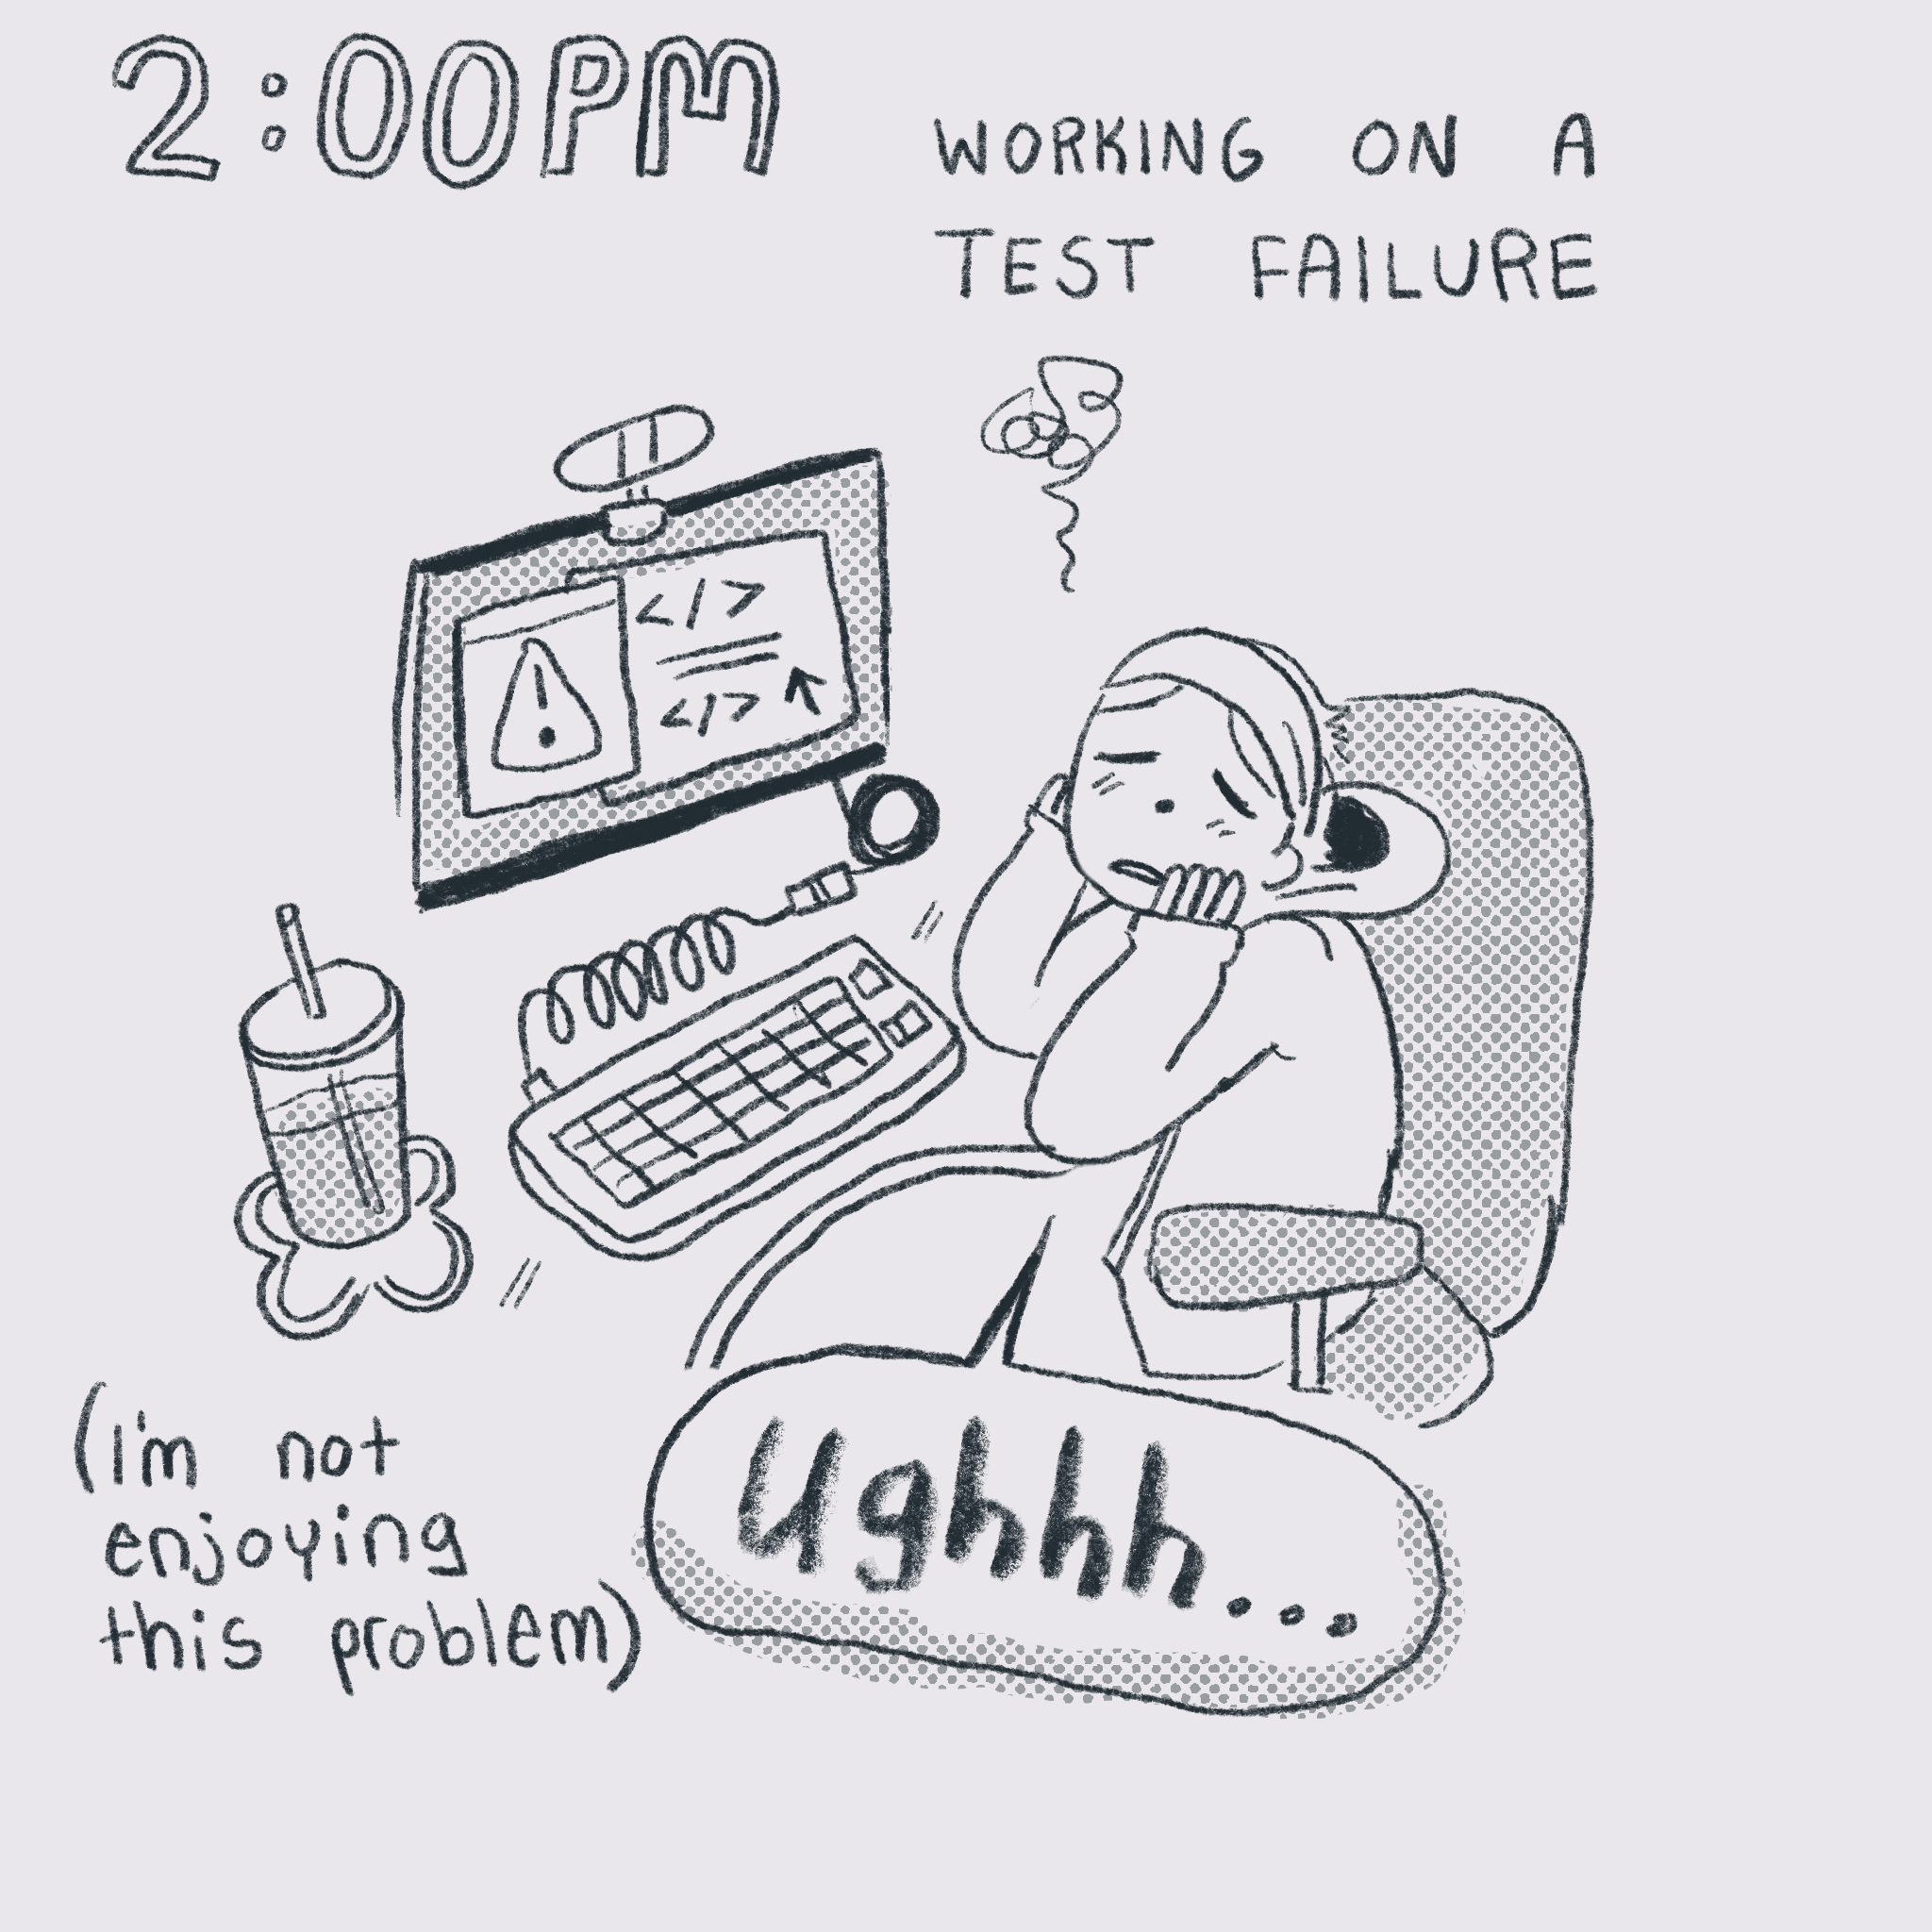 2:00PM
WORKING ON A
TEST FAILURE
</>
</>
(I'm not
enjoying
this problem)
Ughhh...